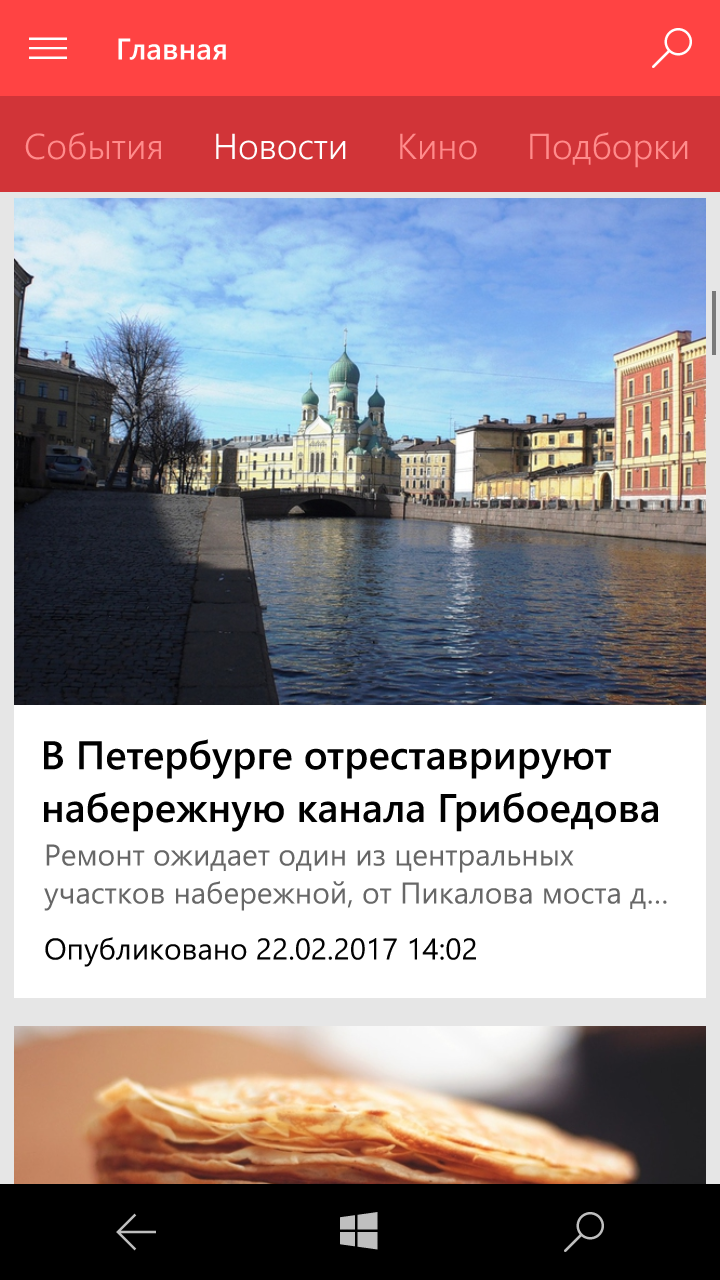 Главная
События Новости Кино Подборки
В Петербурге отреставрируют
набережную канала Грибоедова
Ремонт ожидает один из центральных
участков набережной, от Пикалова моста д...
Опубликовано 22.02.2017 14:02